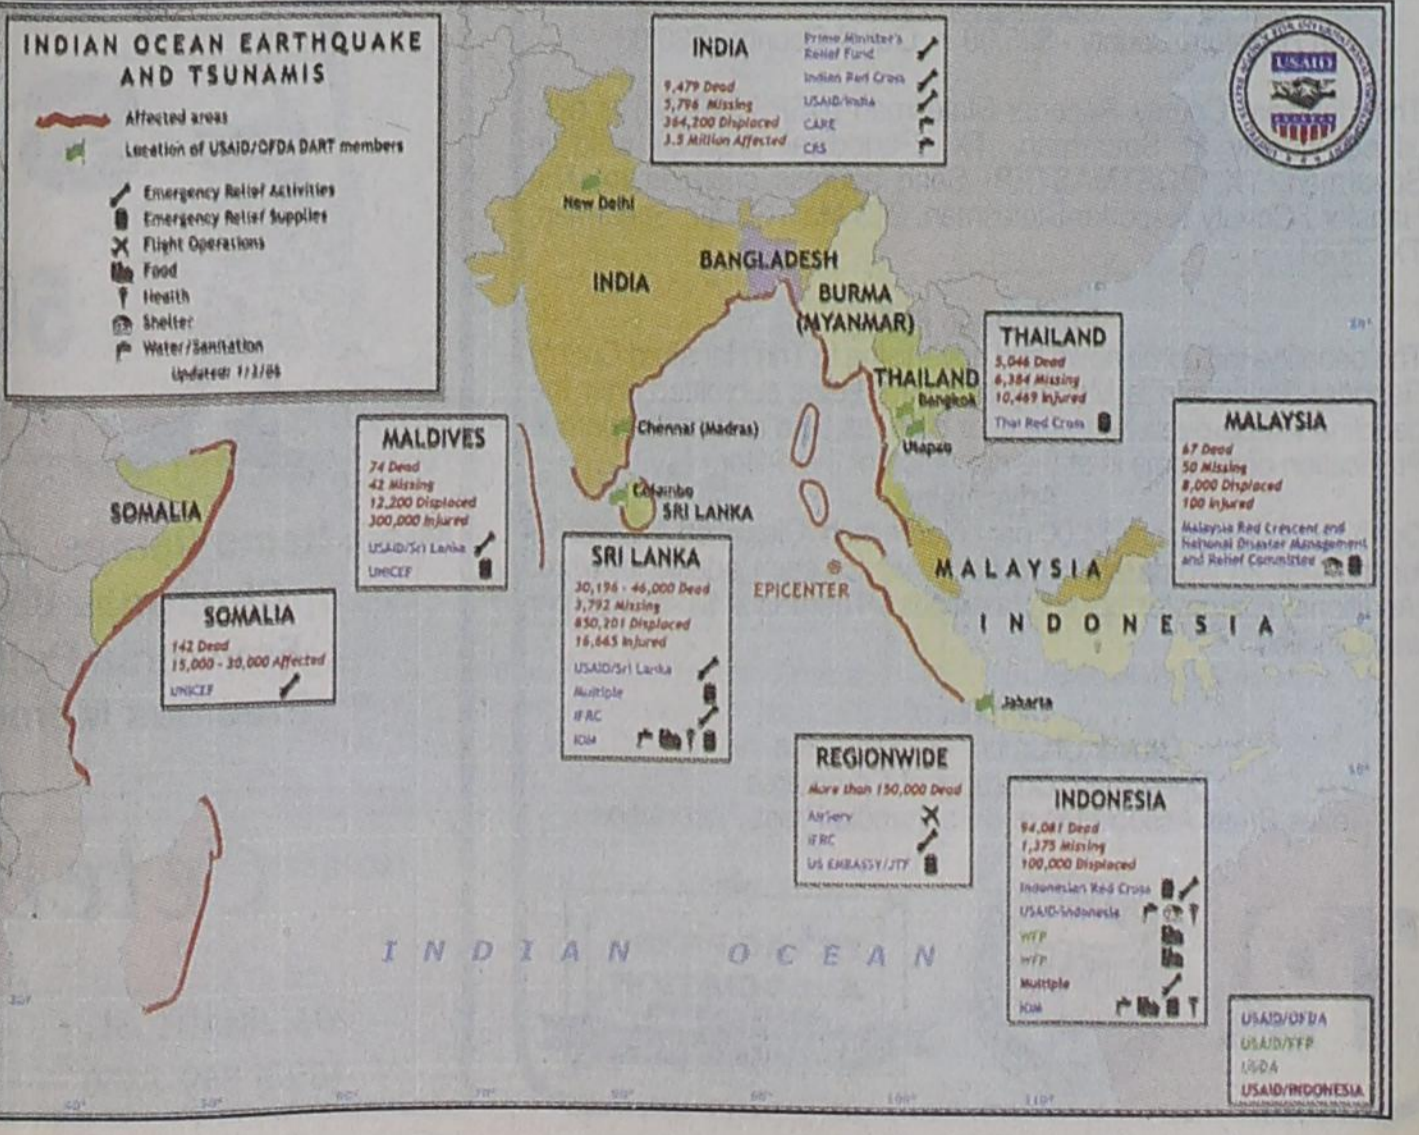 INDIAN OCEAN EARTHQUAKE
AND TSUNAMIS
Affected areas
Location of USAID/OFDA DART members
Emergency Relief Activities
Emergency Relief Supplies
Flight Operations
Food
Health
Shelter
Water/Sanitation
INDIA
9,479 Dead
5,796 Missing
364,200 Displaced
3.5 Million Affected
Prime Minister's
Relief Fund
Indian Red Cross
USAID/India
CARE
CRS
USAID
New Delhi
INDIA
BANGLADESH
BURMA
(MYANMAR)
THAILAND
Bangkok
Utapao
THAILAND
5,046 Dead
6,384 Missing
10,469 Injured
Thai Red Cross
MALAYSIA
67 Dead
50 Missing
8,000 Displaced
100 Injured
Malaysia Red Crescent and
National Disaster Management
and Relief Committee
MALDIVES
74 Dead
42 Missing
12,200 Displaced
300,000 Injured
USAID/Sri Lanka
UNICEF
Chennai (Madras)
Colombo
SRI LANKA
SOMALIA
SOMALIA
142 Dead
15,000 - 30,000 Affected
UNICEF
SRI LANKA
30,196 - 46,000 Dead
3,792 Missing
850,201 Displaced
16,665 Injured
USAID/Sri Lanka
Multiple
IFRC
IOM
EPICENTER
MALAYSIA
INDONESIA
Jakarta
REGIONWIDE
More than 150,000 Dead
AirServ
IFRC
US EMBASSY/JTF
INDONESIA
94,081 Dead
1,375 Missing
100,000 Displaced
Indonesian Red Cross
USAID-Indonesia
WFP
WFP
Multiple
IOM
INDIAN OCEAN
USAID/OFDA
USAID/FFP
USDA
USAID/INDONESIA